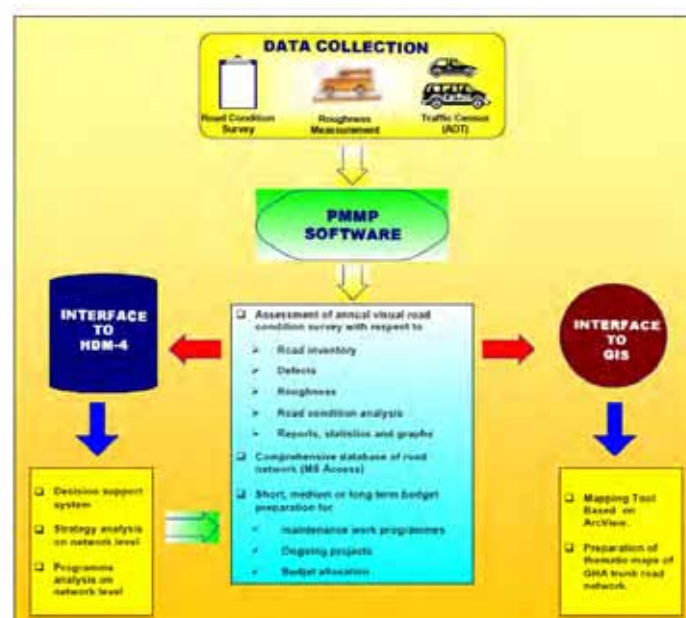 DATA COLLECTION
Road Condition
Survey
Roughness
Measurement
Traffic Census
(ADT)
PMMP
SOFTWARE
INTERFACE
TO
HDM-4
Assessment of annual visual road
condition survey with respect to
Road inventory
Defects
Roughness
Road condition analysis
Reports, statistics and graphs
Comprehensive database of road
network (MS Access)
Short, medium or long term budget
preparation for
maintenance work programmes
Ongoing projects
Budget allocation
INTERFACE
TO
GIS
Decision support
system
Strategy analysis
on network level
Programme
analysis on
network level
Mapping Tool
Based on
ArcView.
Preparation of
thematic maps of
GHA trunk road
network.